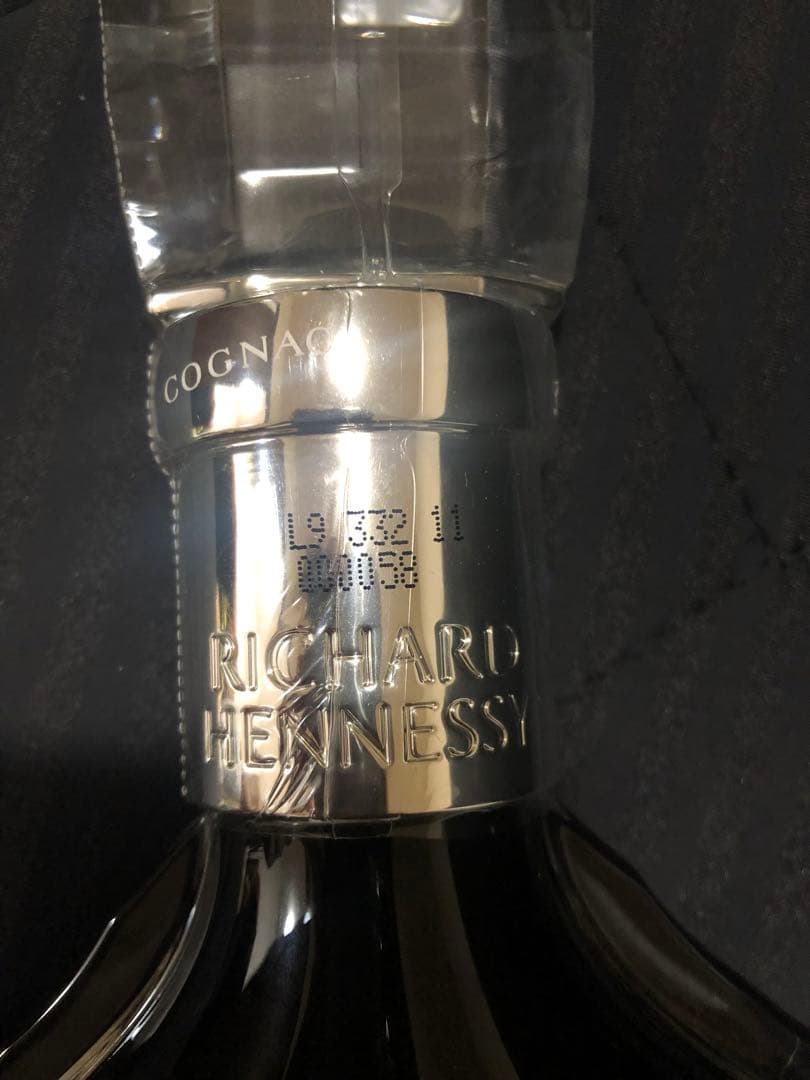 COGNAC
L9 332 11
000058
RICHARD
HENNESSY